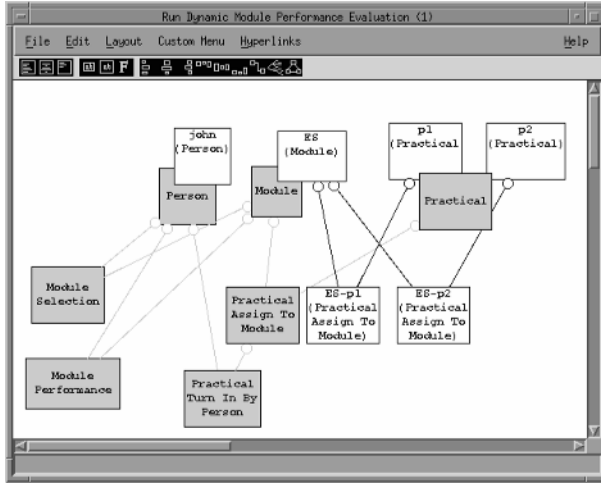 Run Dynamic Module Performance Evaluation (1)
File Edit Layout Custom Menu Hyperlinks Help
john
(Person)
ES
(Module)
p1
(Practical)
p2
(Practical)
Person
Module
Practical
Module
Selection
Practical
Assign To
Module
ES-p1
(Practical
Assign To
Module)
ES-p2
(Practical
Assign To
Module)
Module
Performance
Practical
Turn In By
Person